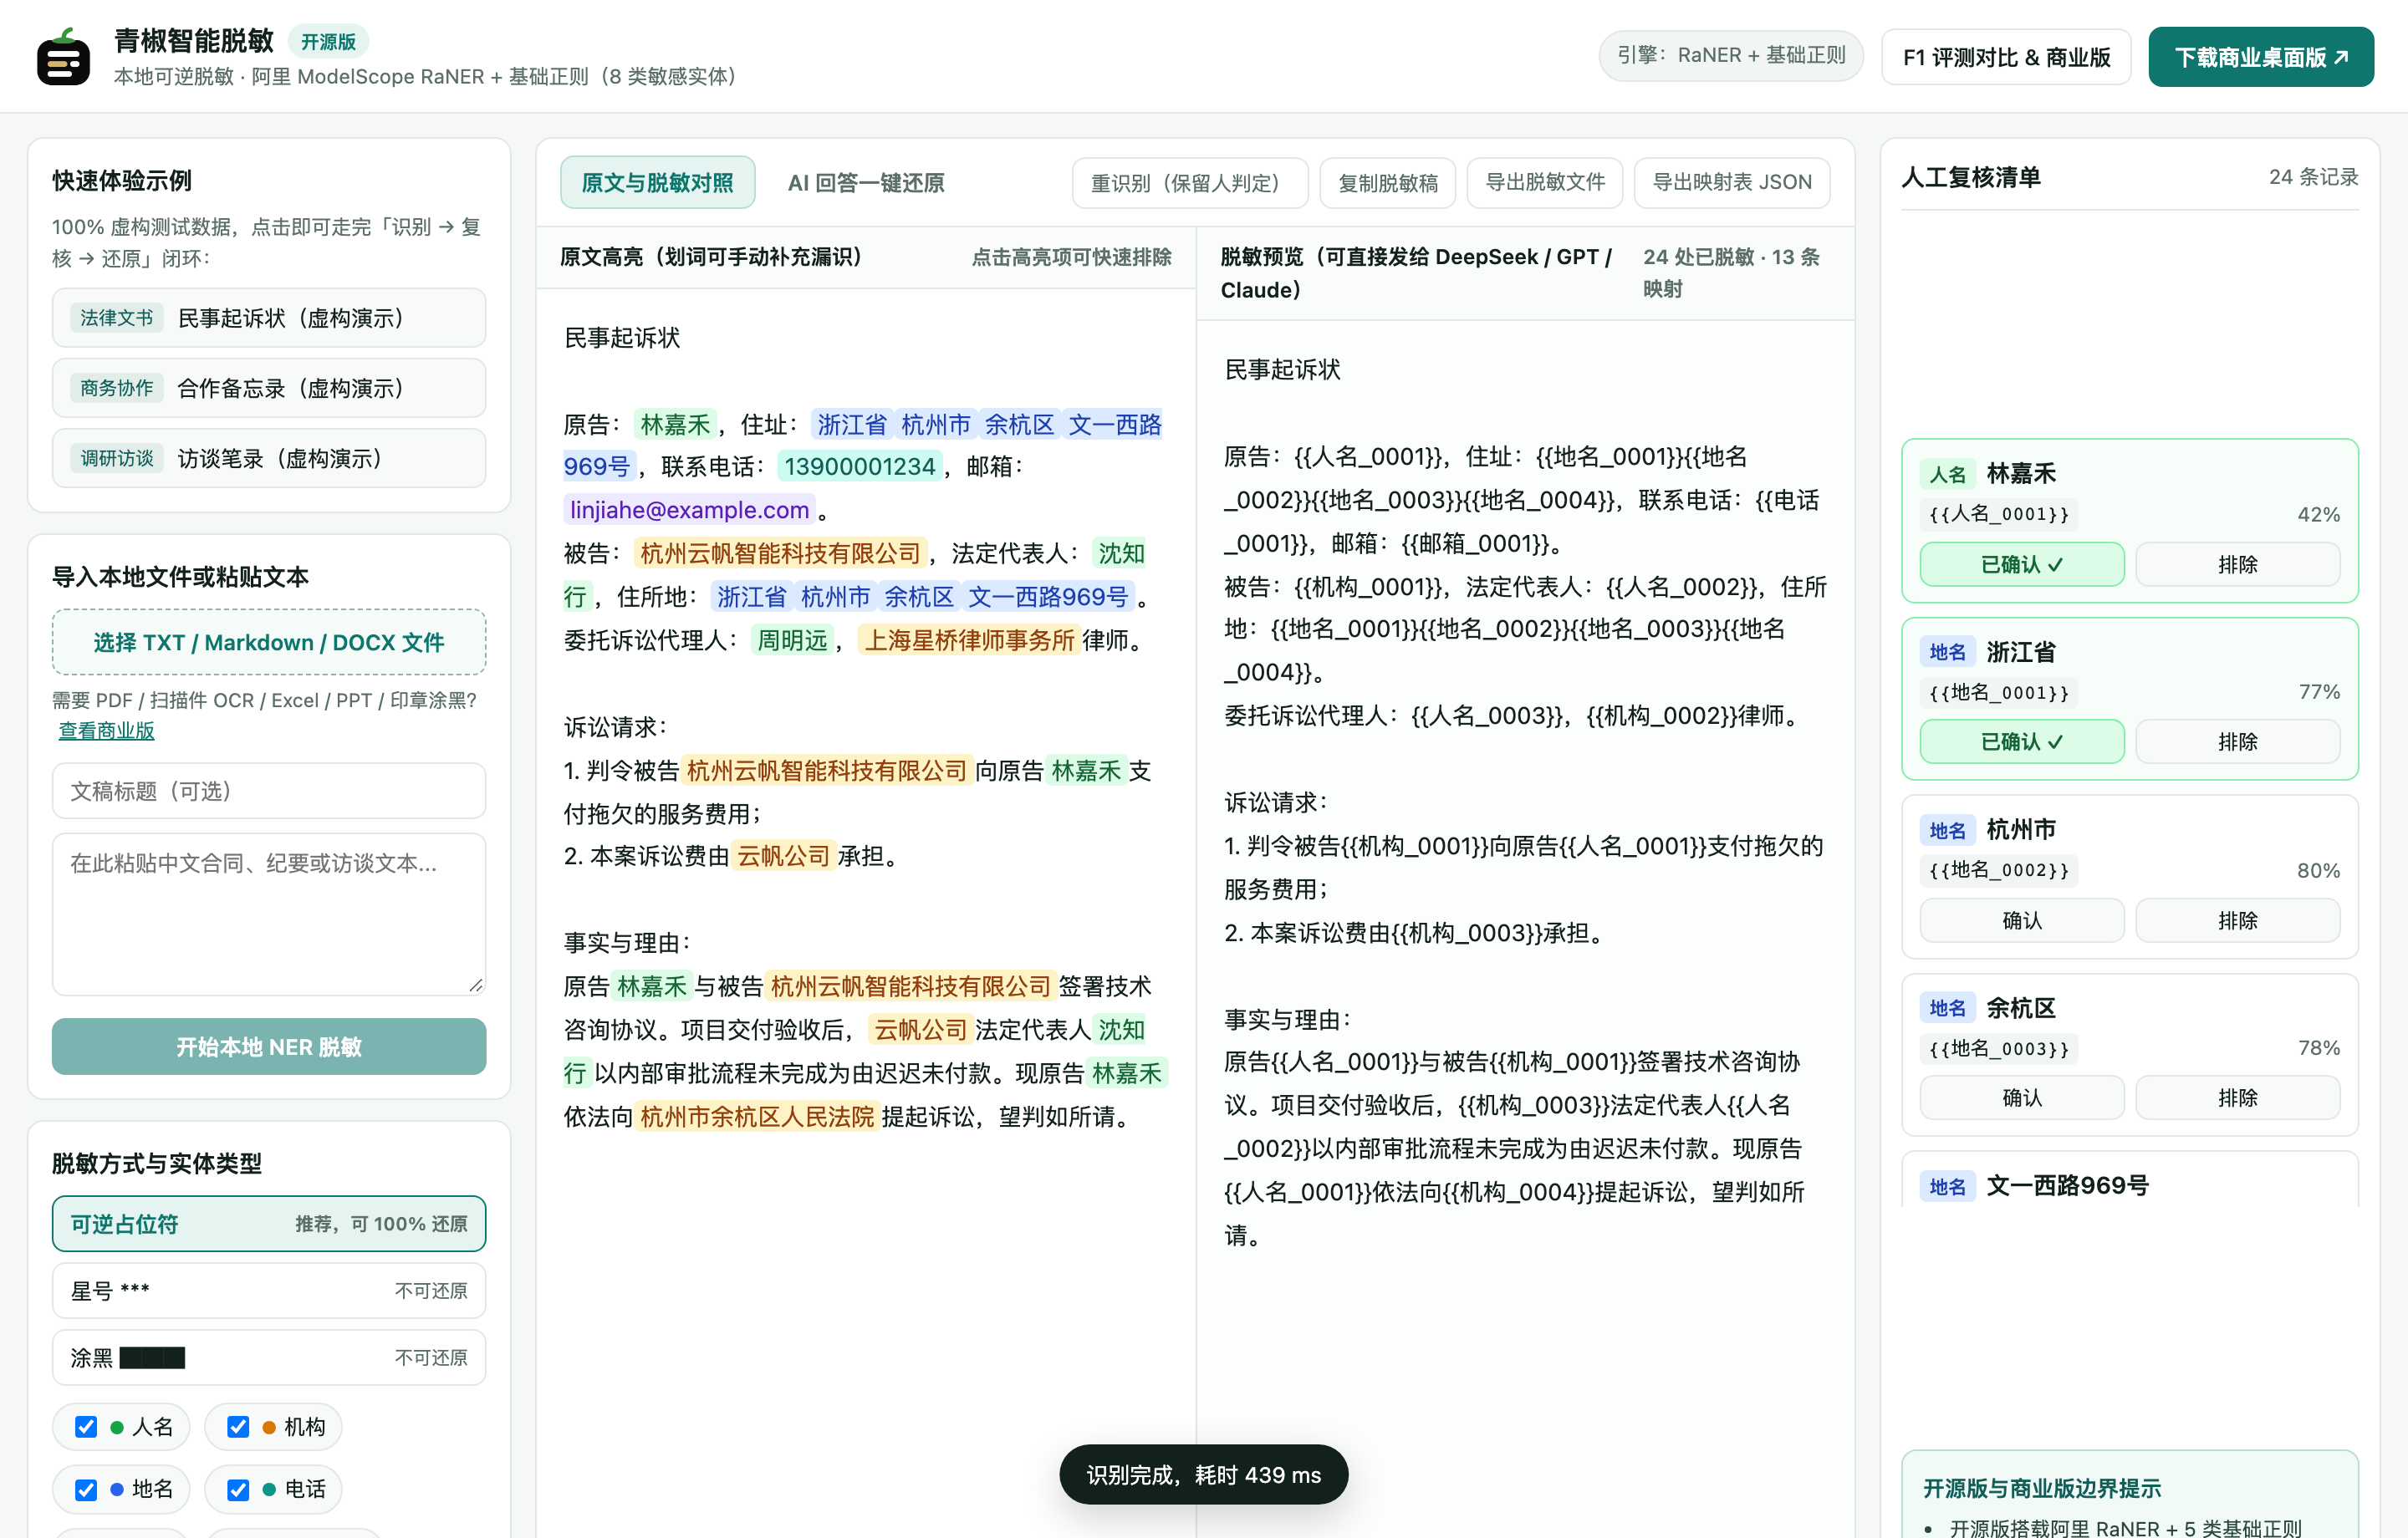 青椒智能脱敏 开源版
本地可逆脱敏 · 阿里 ModelScope RaNER + 基础正则（8 类敏感实体）
引擎：RaNER + 基础正则
F1 评测对比 & 商业版
下载商业桌面版 ↗
快速体验示例
100% 虚构测试数据，点击即可走完「识别 → 复
核 → 还原」闭环：
法律文书 民事起诉状（虚构演示）
商务协作 合作备忘录（虚构演示）
调研访谈 访谈笔录（虚构演示）
导入本地文件或粘贴文本
选择 TXT / Markdown / DOCX 文件
需要 PDF / 扫描件 OCR / Excel / PPT / 印章涂黑？
查看商业版
文稿标题（可选）
在此粘贴中文合同、纪要或访谈文本...
开始本地 NER 脱敏
脱敏方式与实体类型
可逆占位符 推荐，可 100% 还原
星号 *** 不可还原
涂黑 █████ 不可还原
人名 机构
地名 电话
原文与脱敏对照 AI 回答一键还原 重识别（保留人判定） 复制脱敏稿 导出脱敏文件 导出映射表 JSON
原文高亮（划词可手动补充漏识） 点击高亮项可快速排除
民事起诉状
原告：林嘉禾，住址：浙江省杭州市余杭区文一西路
969号，联系电话：13900001234，邮箱：
linjiahe@example.com。
被告：杭州云帆智能科技有限公司，法定代表人：沈知
行，住所地：浙江省杭州市余杭区文一西路969号。
委托诉讼代理人：周明远，上海星桥律师事务所律师。
诉讼请求：
1. 判令被告杭州云帆智能科技有限公司向原告林嘉禾支
付拖欠的服务费用；
2. 本案诉讼费由云帆公司承担。
事实与理由：
原告林嘉禾与被告杭州云帆智能科技有限公司签署技术
咨询协议。项目交付验收后，云帆公司法定代表人沈知
行以内部审批流程未完成为由迟迟未付款。现原告林嘉禾
依法向杭州市余杭区人民法院提起诉讼，望判如所请。
脱敏预览（可直接发给 DeepSeek / GPT /
Claude）
24 处已脱敏 · 13 条
映射
民事起诉状
原告：{{人名_0001}}，住址：{{地名_0001}}{{地名
_0002}}{{地名_0003}}{{地名_0004}}，联系电话：{{电话
_0001}}，邮箱：{{邮箱_0001}}。
被告：{{机构_0001}}，法定代表人：{{人名_0002}}，住所
地：{{地名_0001}}{{地名_0002}}{{地名_0003}}{{地名
_0004}}。
委托诉讼代理人：{{人名_0003}}，{{机构_0002}}律师。
诉讼请求：
1. 判令被告{{机构_0001}}向原告{{人名_0001}}支付拖欠的
服务费用；
2. 本案诉讼费由{{机构_0003}}承担。
事实与理由：
原告{{人名_0001}}与被告{{机构_0001}}签署技术咨询协
议。项目交付验收后，{{机构_0003}}法定代表人{{人名
_0002}}以内部审批流程未完成为由迟迟未付款。现原告
{{人名_0001}}依法向{{机构_0004}}提起诉讼，望判如所
请。
识别完成，耗时 439 ms
人工复核清单 24 条记录
人名 林嘉禾
{{人名_0001}} 42%
已确认 ✓ 排除
地名 浙江省
{{地名_0001}} 77%
已确认 ✓ 排除
地名 杭州市
{{地名_0002}} 80%
确认 排除
地名 余杭区
{{地名_0003}} 78%
确认 排除
地名 文一西路969号
开源版与商业版边界提示
• 开源版搭载阿里 RaNER + 5 类基础正则